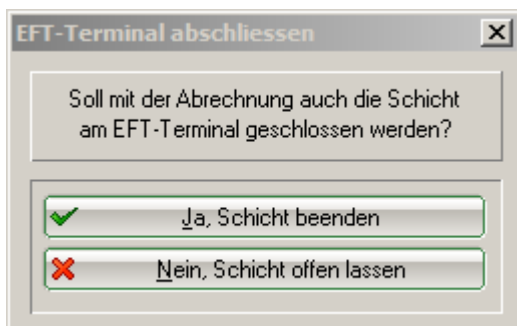 EFT-Terminal abschliessen
Soll mit der Abrechnung auch die Schicht
am EFT-Terminal geschlossen werden?
Ja, Schicht beenden
Nein, Schicht offen lassen